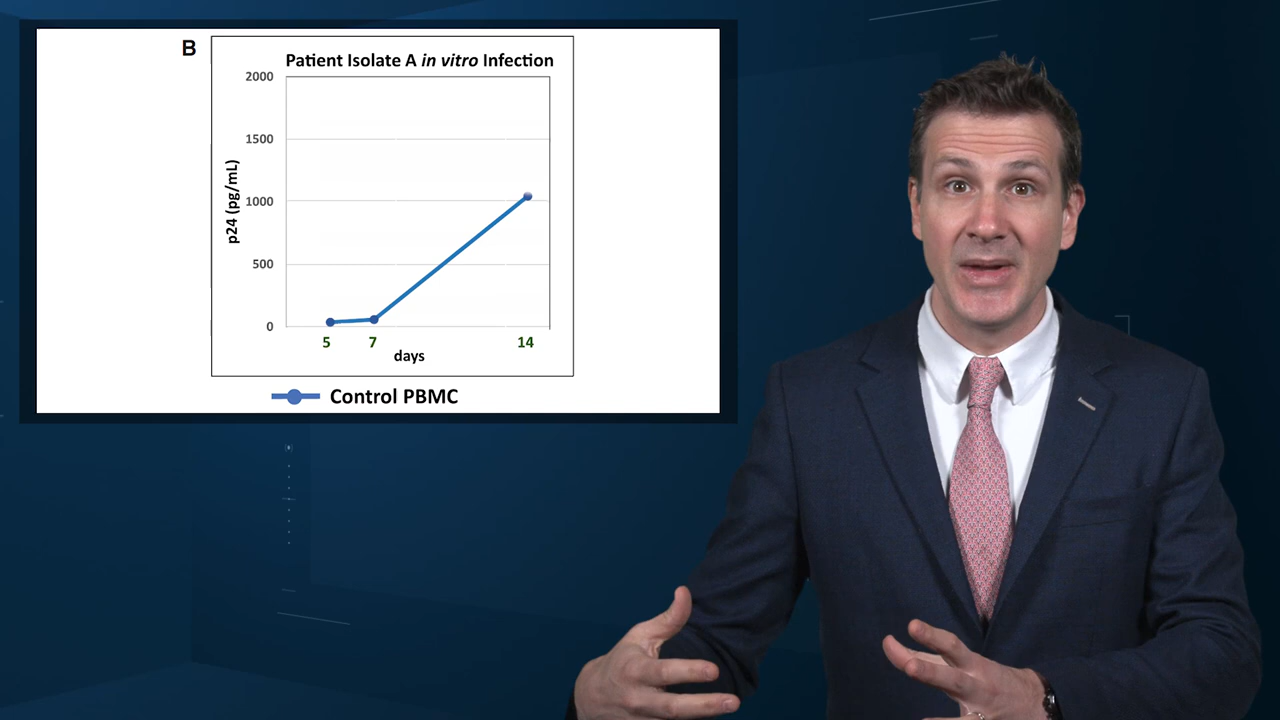 B
Patient Isolate A in vitro Infection
2000
1500
1000
500
0
p24 (pg/mL)
5 7 14
days
Control PBMC